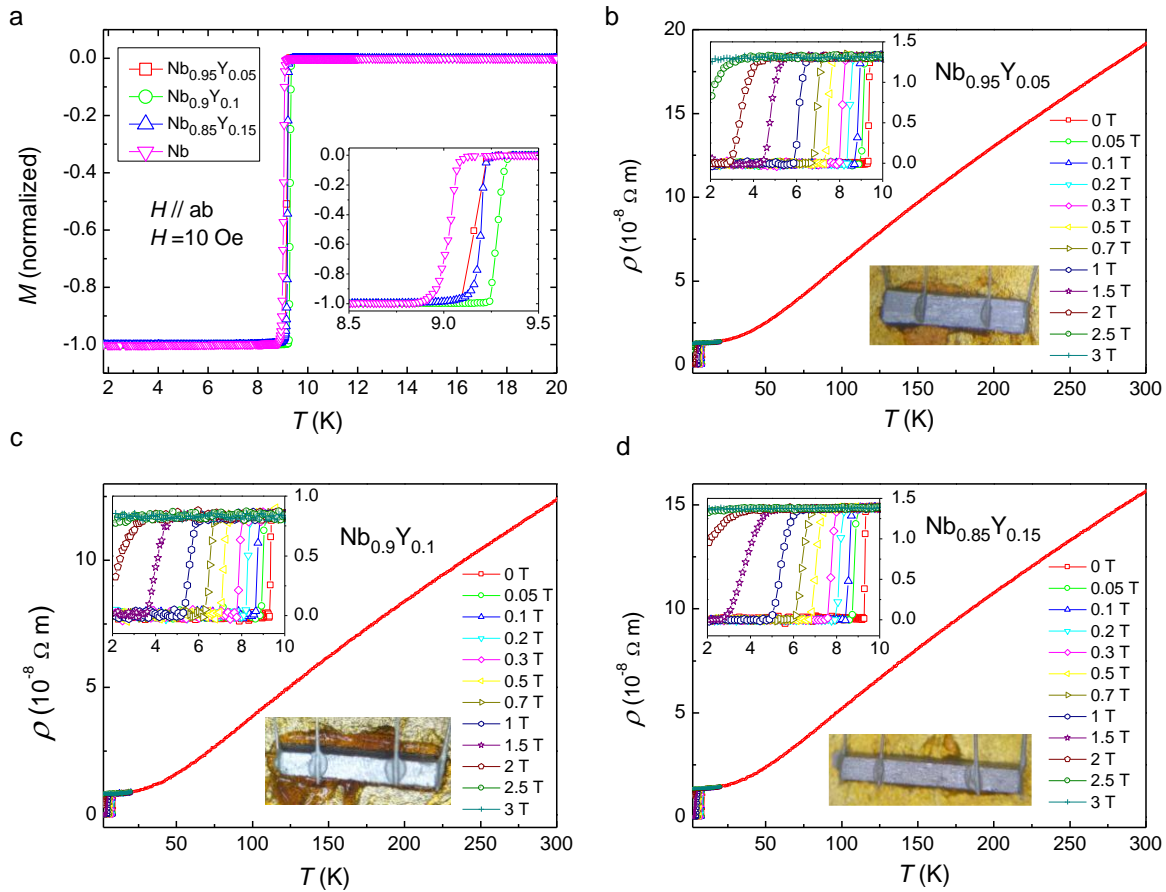 a
0.0
-0.2
-0.4
-0.6
-0.8
-1.0
M (normalized)
Nb0.95Y0.05
Nb0.9Y0.1
Nb0.85Y0.15
Nb
H // ab
H =10 Oe
0.0
-0.2
-0.4
-0.6
-0.8
-1.0
8.5 9.0 9.5
2 4 6 8 10 12 14 16 18 20
T (K)
b
20
15
10
5
0
ρ (10-8 Ω m)
1.5
1.0
0.5
0.0
2 3 4 5 6 7 8 9 10
Nb0.95Y0.05
0 T
0.05 T
0.1 T
0.2 T
0.3 T
0.5 T
0.7 T
1 T
1.5 T
2 T
2.5 T
3 T
50 75 100 125 150 175 200 225 250 275 300
T (K)
c
10
5
0
ρ (10-8 Ω m)
1.0
0.5
0.0
2 4 6 8 10
Nb0.9Y0.1
0 T
0.05 T
0.1 T
0.2 T
0.3 T
0.5 T
0.7 T
1 T
1.5 T
2 T
2.5 T
3 T
50 100 150 200 250 300
T (K)
d
15
10
5
0
ρ (10-8 Ω m)
1.5
1.0
0.5
0.0
2 4 6 8 10
Nb0.85Y0.15
0 T
0.05 T
0.1 T
0.2 T
0.3 T
0.5 T
0.7 T
1 T
1.5 T
2 T
2.5 T
3 T
50 100 150 200 250 300
T (K)